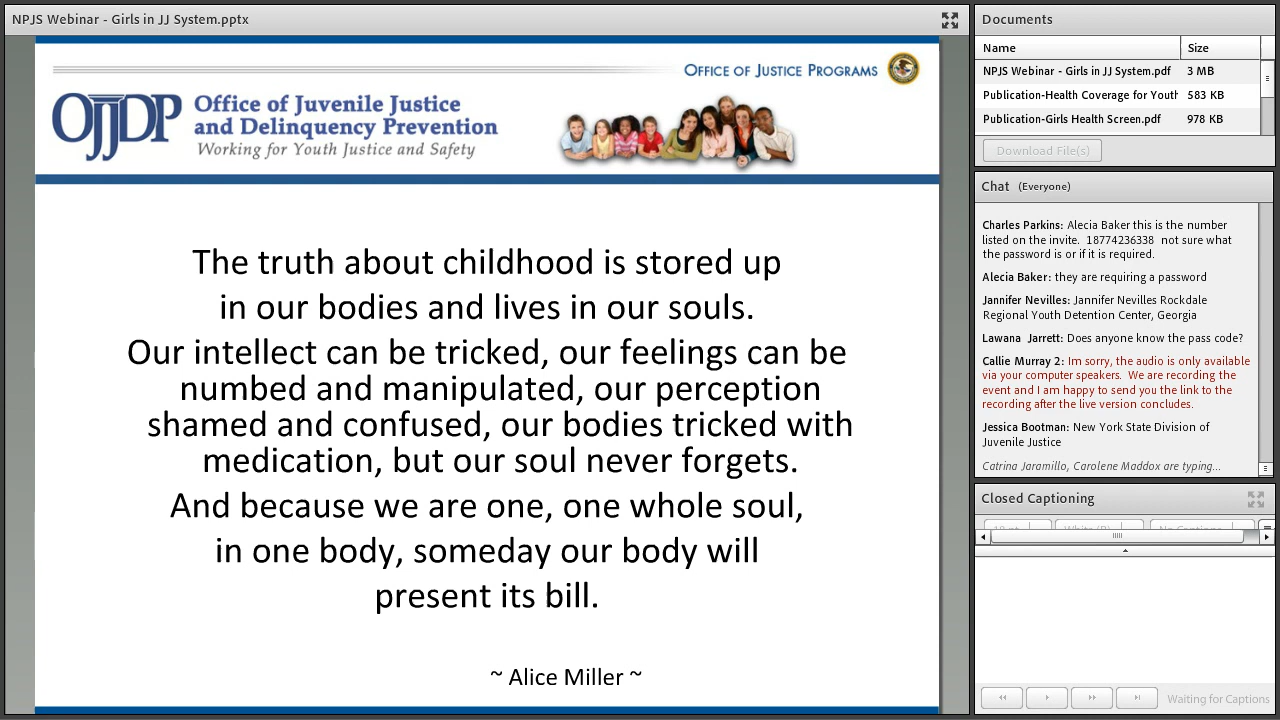 NPJS Webinar - Girls in JJ System.pptx
OFFICE OF JUSTICE PROGRAMS
OJJDP
Office of Juvenile Justice
and Delinquency Prevention
Working for Youth Justice and Safety
The truth about childhood is stored up
in our bodies and lives in our souls.
Our intellect can be tricked, our feelings can be
numbed and manipulated, our perception
shamed and confused, our bodies tricked with
medication, but our soul never forgets.
And because we are one, one whole soul,
in one body, someday our body will
present its bill.
~ Alice Miller ~
Documents
Name Size
NPJS Webinar - Girls in JJ System.pdf 3 MB
Publication-Health Coverage for Youth 583 KB
Publication-Girls Health Screen.pdf 978 KB
Download File(s)
Chat (Everyone)
Charles Parkins: Alecia Baker this is the number
listed on the invite. 18774236338 not sure what
the password is or if it is required.
Alecia Baker: they are requiring a password
Jannifer Nevilles: Jannifer Nevilles Rockdale
Regional Youth Detention Center, Georgia
Lawana Jarrett: Does anyone know the pass code?
Callie Murray 2: Im sorry, the audio is only available
via your computer speakers. We are recording the
event and I am happy to send you the link to the
recording after the live version concludes.
Jessica Bootman: New York State Division of
Juvenile Justice
Catrina Jaramillo, Carolene Maddox are typing...
Closed Captioning
Waiting for Captions